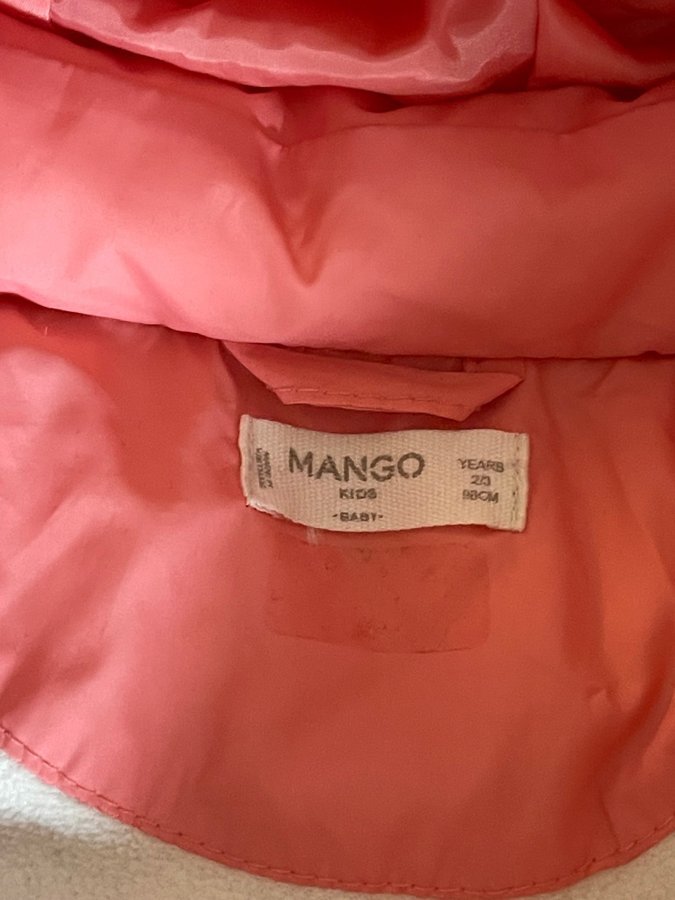 MANGO
KIDS
-BABY-
YEARS
2/3
98CM